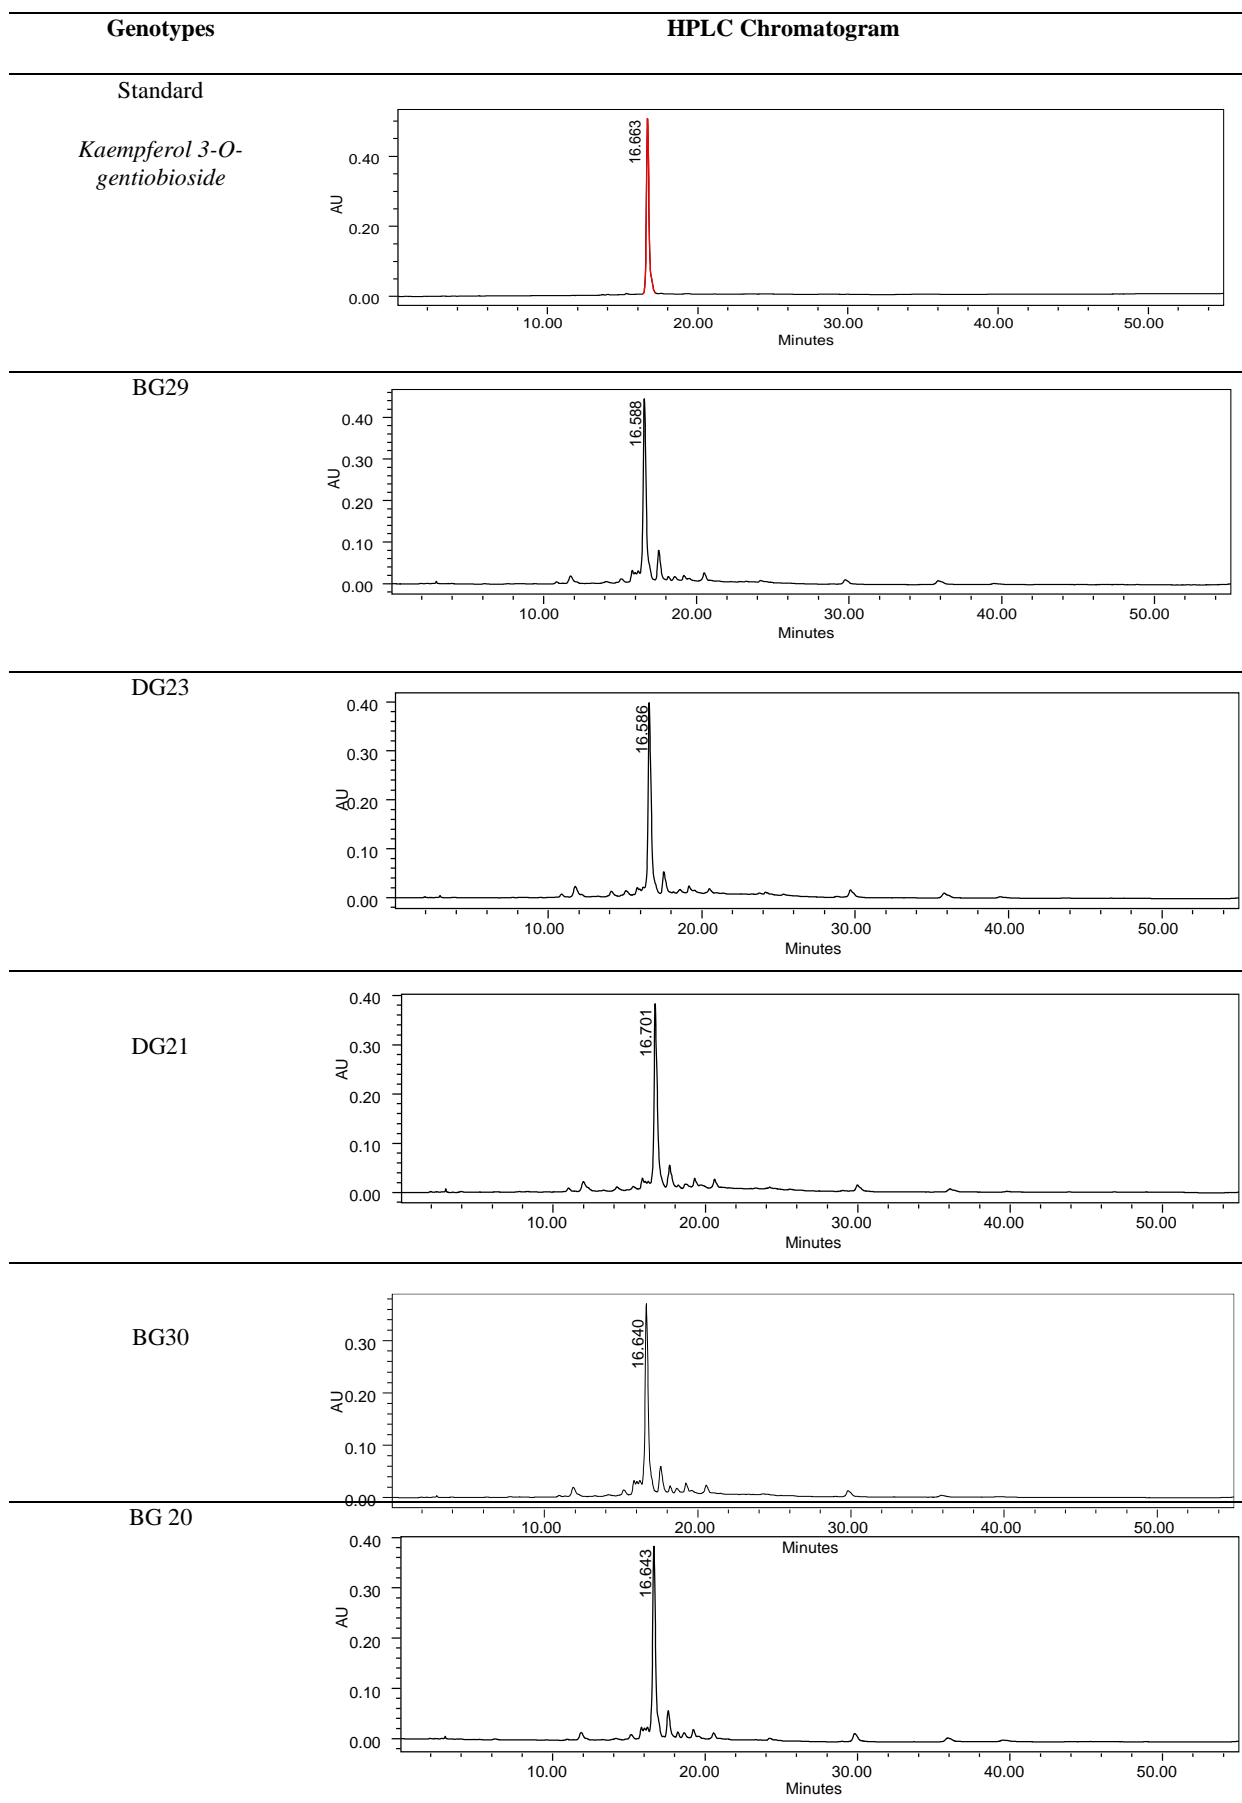 Genotypes HPLC Chromatogram
Standard
Kaempferol 3-O-
gentiobioside
16.663
AU
0.40
0.20
0.00
10.00 20.00 30.00 40.00 50.00
Minutes
BG29
16.588
AU
0.40
0.30
0.20
0.10
0.00
10.00 20.00 30.00 40.00 50.00
Minutes
DG23
16.586
AU
0.40
0.30
0.20
0.10
0.00
10.00 20.00 30.00 40.00 50.00
Minutes
DG21
16.701
AU
0.40
0.30
0.20
0.10
0.00
10.00 20.00 30.00 40.00 50.00
Minutes
BG30
16.640
AU
0.30
0.20
0.10
0.00
10.00 20.00 30.00 40.00 50.00
Minutes
BG 20
16.643
AU
0.40
0.30
0.20
0.10
0.00
10.00 20.00 30.00 40.00 50.00
Minutes